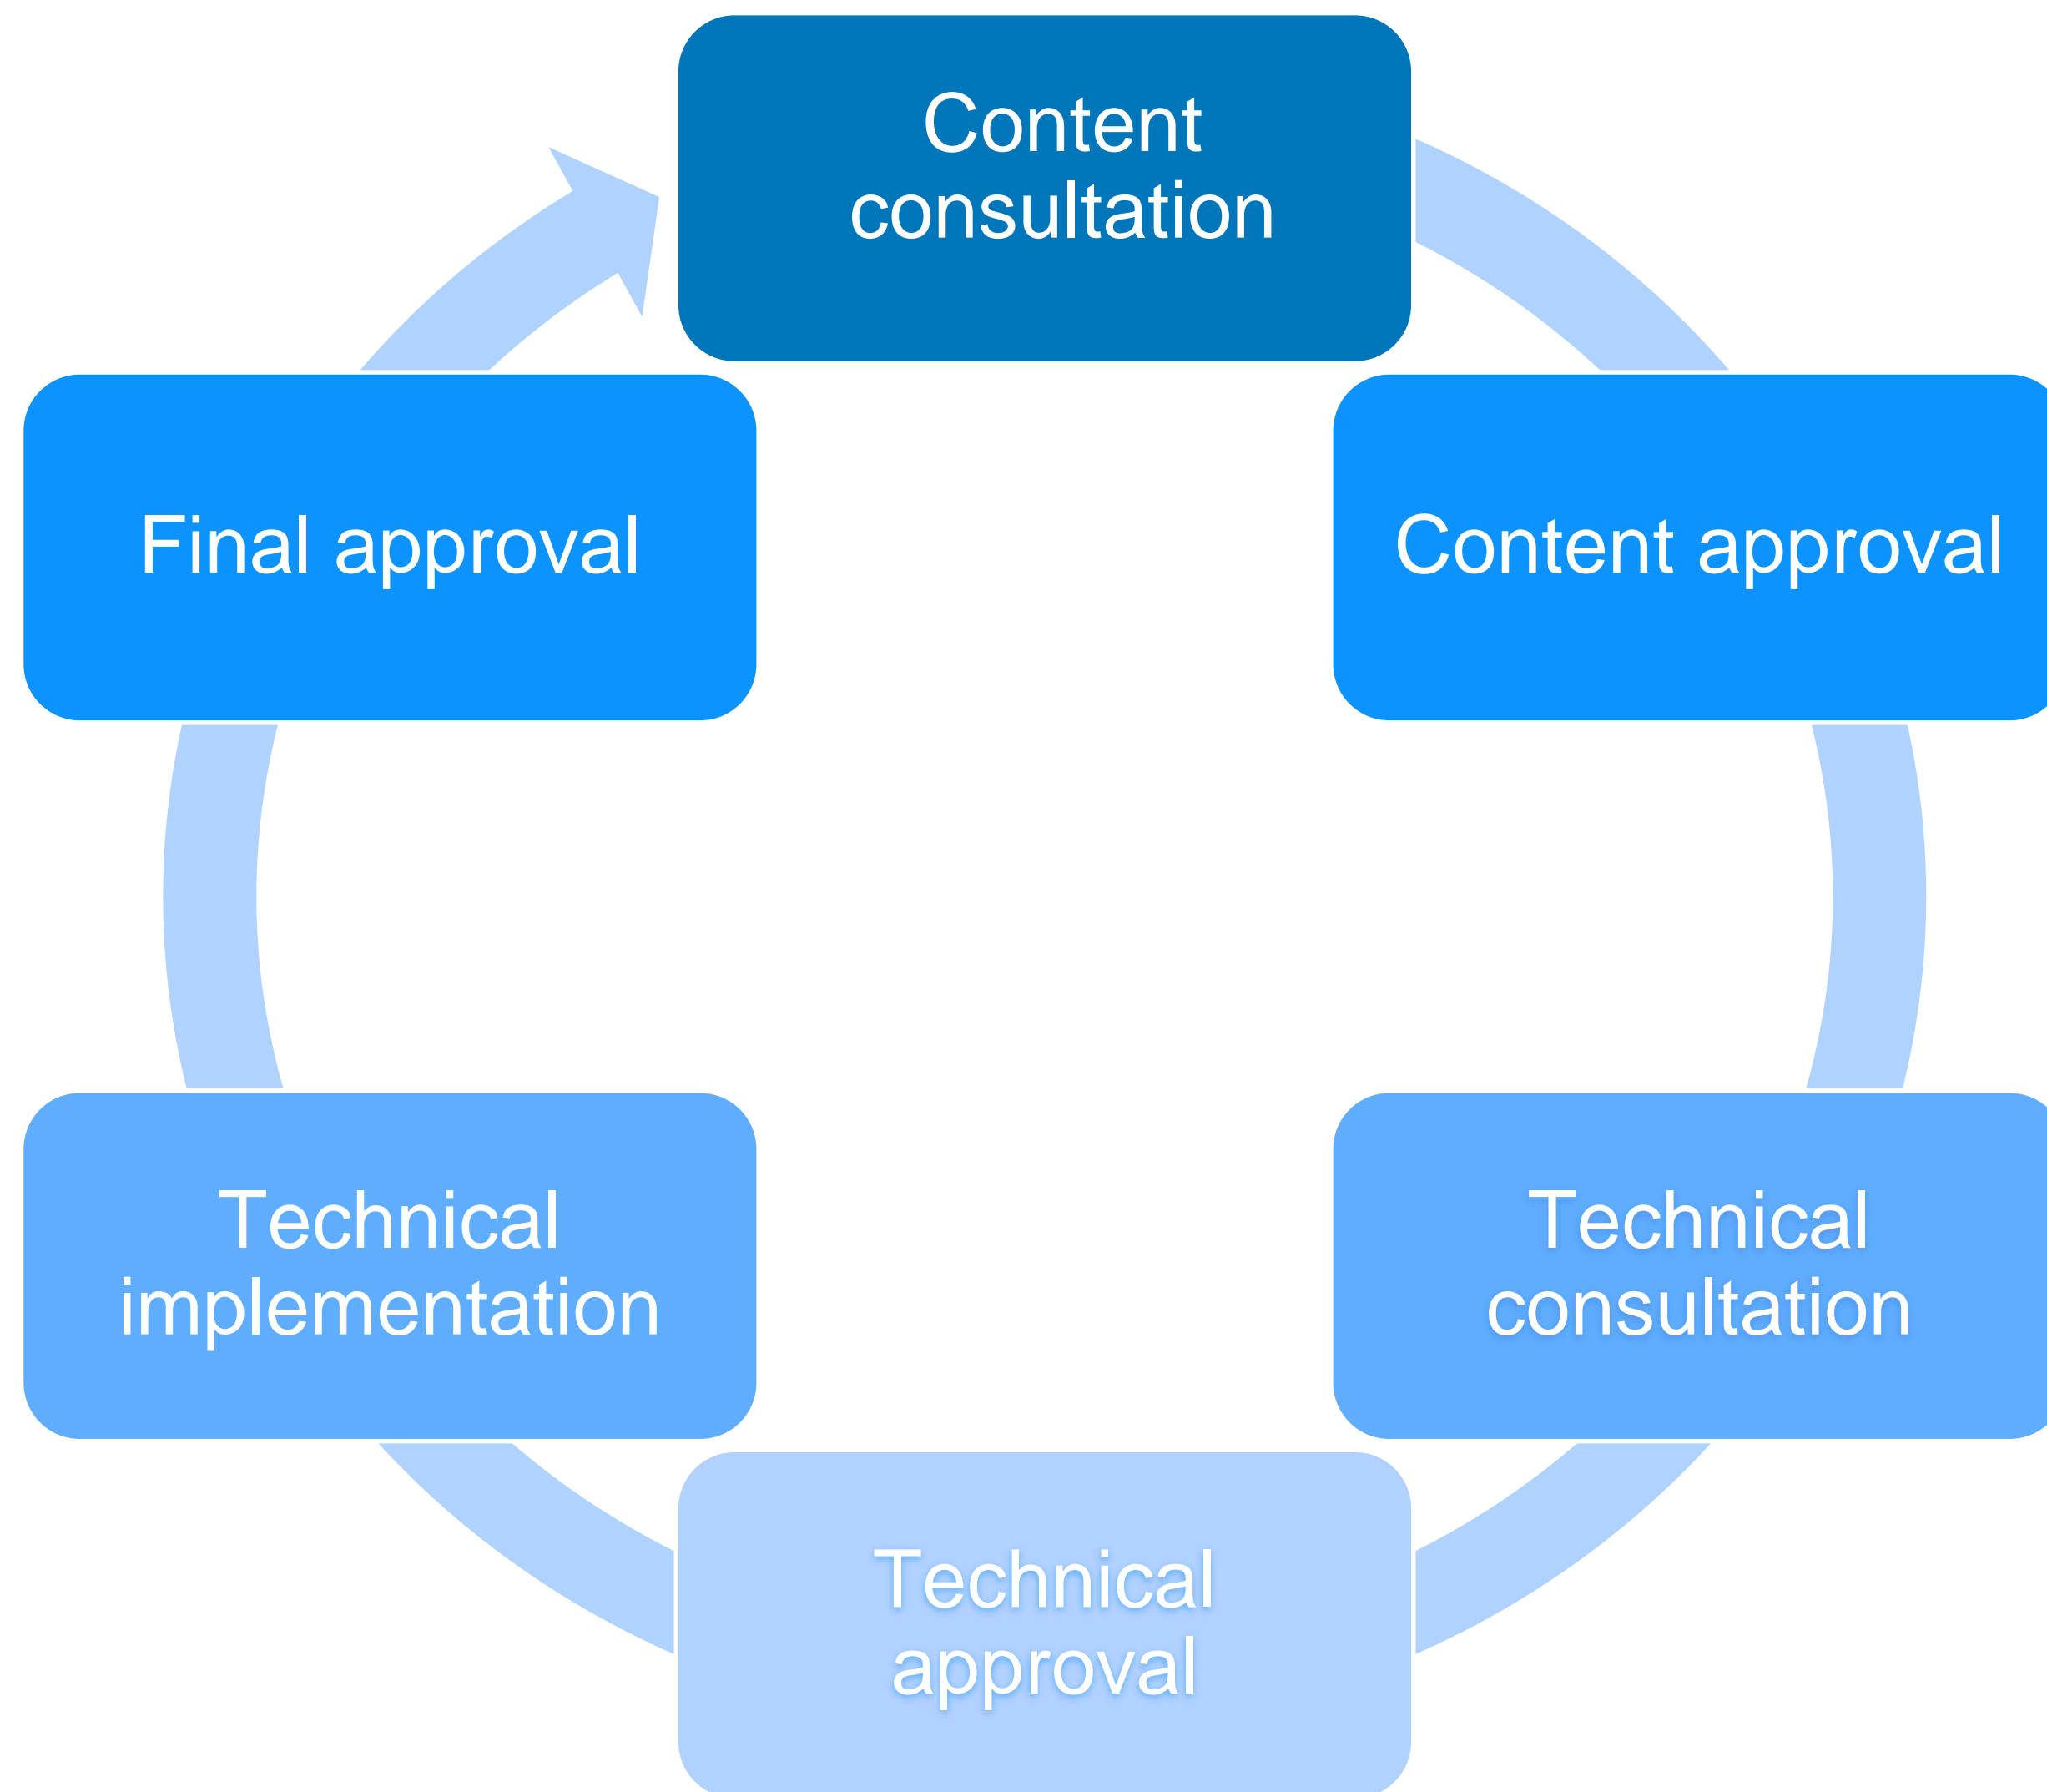 Content
consultation
Content approval
Technical
consultation
Technical
approval
Technical
implementation
Final approval